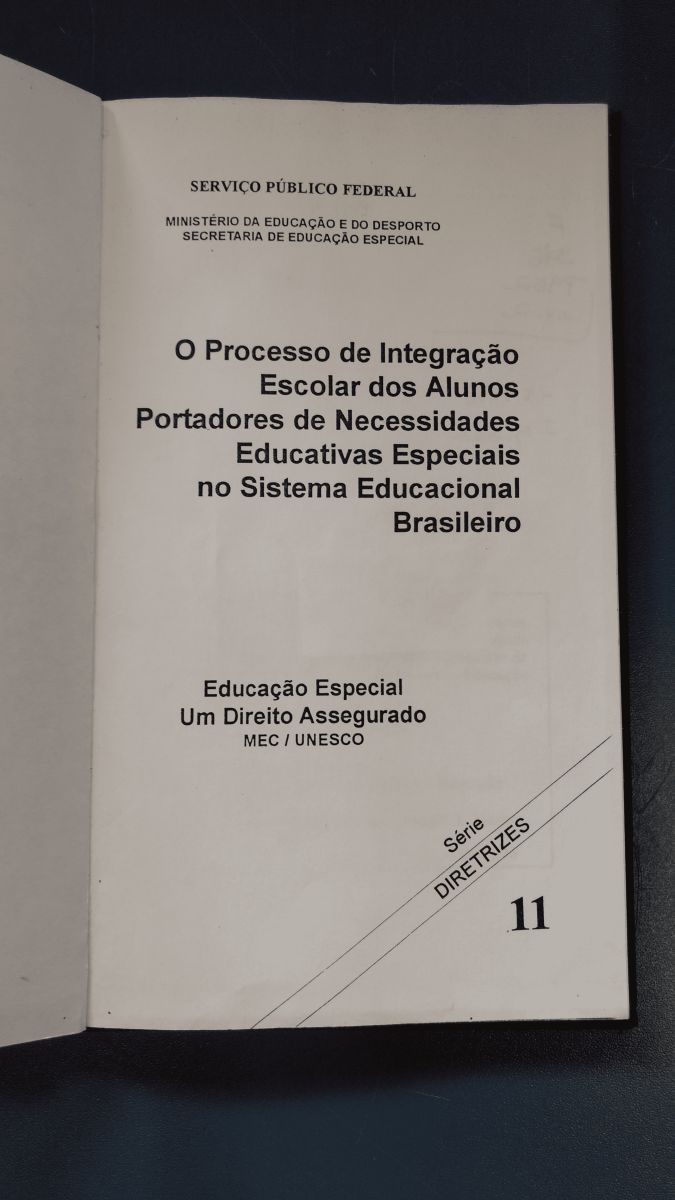 SERVIÇO PÚBLICO FEDERAL
MINISTÉRIO DA EDUCAÇÃO E DO DESPORTO
SECRETARIA DE EDUCAÇÃO ESPECIAL
O Processo de Integração
Escolar dos Alunos
Portadores de Necessidades
Educativas Especiais
no Sistema Educacional
Brasileiro
Educação Especial
Um Direito Assegurado
MEC / UNESCO
Série
DIRETRIZES
11